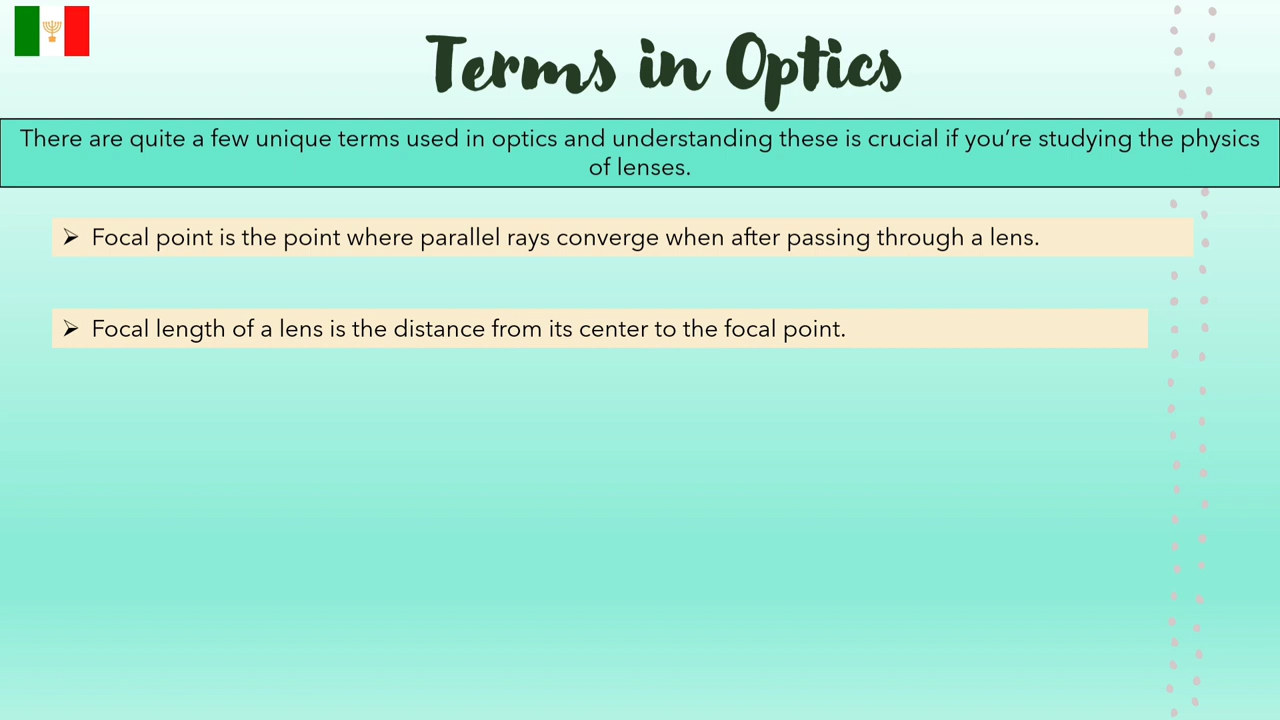 Terms in Optics
There are quite a few unique terms used in optics and understanding these is crucial if you’re studying the physics
of lenses.
➢ Focal point is the point where parallel rays converge when after passing through a lens.
➢ Focal length of a lens is the distance from its center to the focal point.